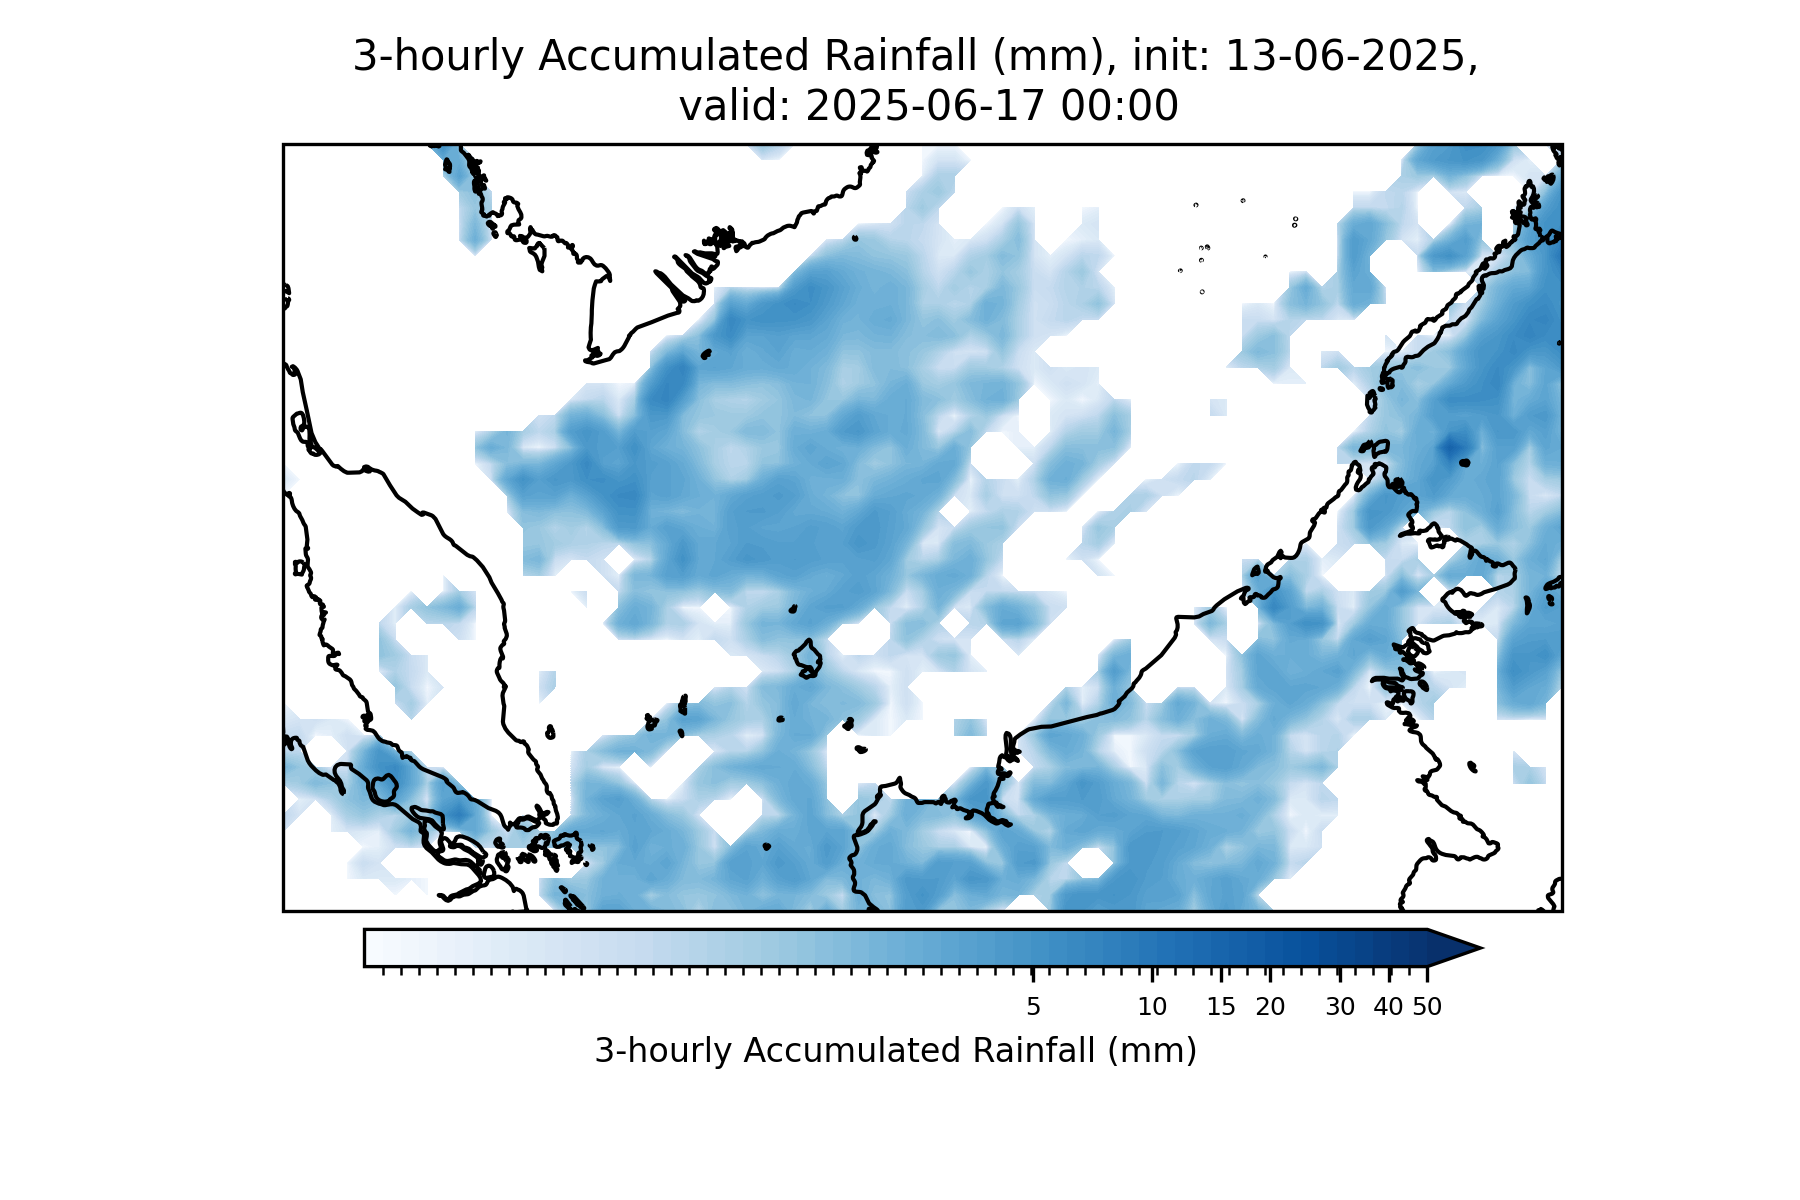 3-hourly Accumulated Rainfall (mm), init: 13-06-2025,
valid: 2025-06-17 00:00
5 10 15 20 30 40 50
3-hourly Accumulated Rainfall (mm)